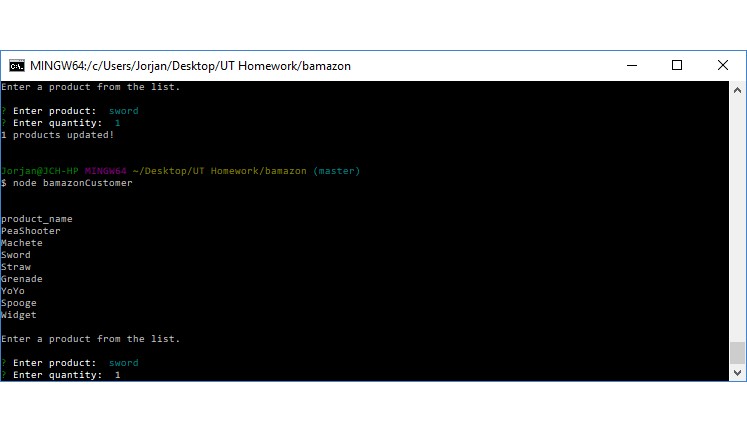 MINGW64:/c/Users/Jorjan/Desktop/UT Homework/bamazon
Enter a product from the list.
? Enter product:  sword
? Enter quantity:  1
1 products updated!
Jorjan@JCH-HP MINGW64 ~/Desktop/UT Homework/bamazon (master)
$ node bamazonCustomer
product_name
PeaShooter
Machete
Sword
Straw
Grenade
YoYo
Spooge
Widget
Enter a product from the list.
? Enter product:  sword
? Enter quantity:  1